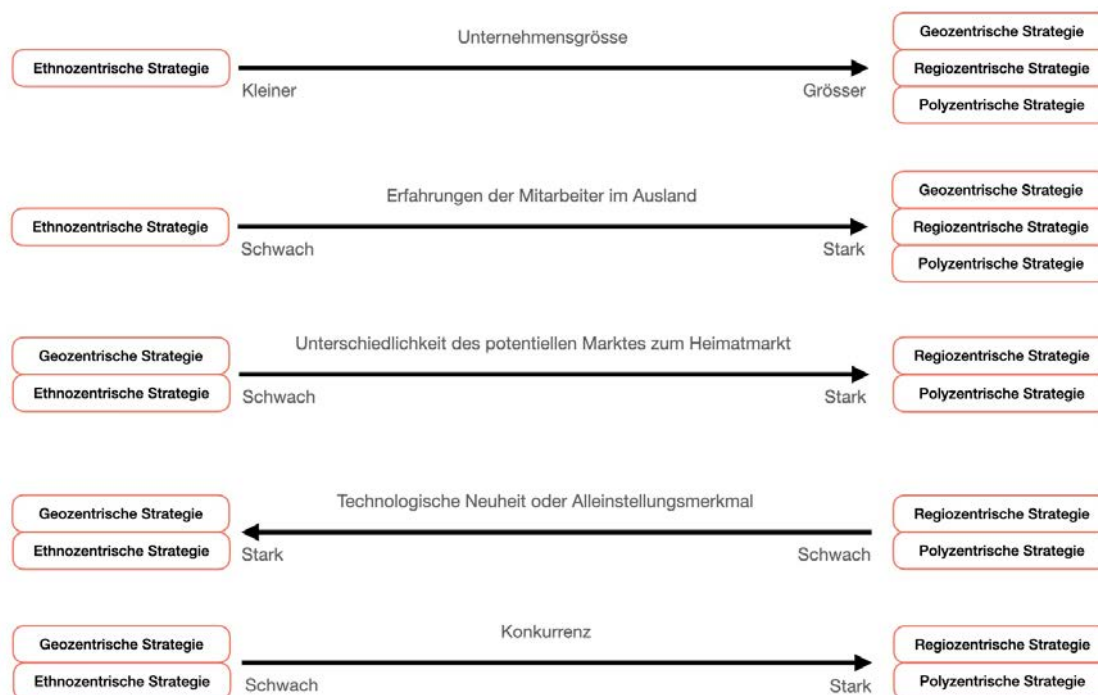 Unternehmensgrösse
Ethnozentrische Strategie
Kleiner
Grösser
Geozentrische Strategie
Regiozentrische Strategie
Polyzentrische Strategie
Erfahrungen der Mitarbeiter im Ausland
Ethnozentrische Strategie
Schwach
Stark
Geozentrische Strategie
Regiozentrische Strategie
Polyzentrische Strategie
Unterschiedlichkeit des potentiellen Marktes zum Heimatmarkt
Geozentrische Strategie
Ethnozentrische Strategie
Schwach
Stark
Regiozentrische Strategie
Polyzentrische Strategie
Technologische Neuheit oder Alleinstellungsmerkmal
Geozentrische Strategie
Ethnozentrische Strategie
Stark
Schwach
Regiozentrische Strategie
Polyzentrische Strategie
Konkurrenz
Geozentrische Strategie
Ethnozentrische Strategie
Schwach
Stark
Regiozentrische Strategie
Polyzentrische Strategie